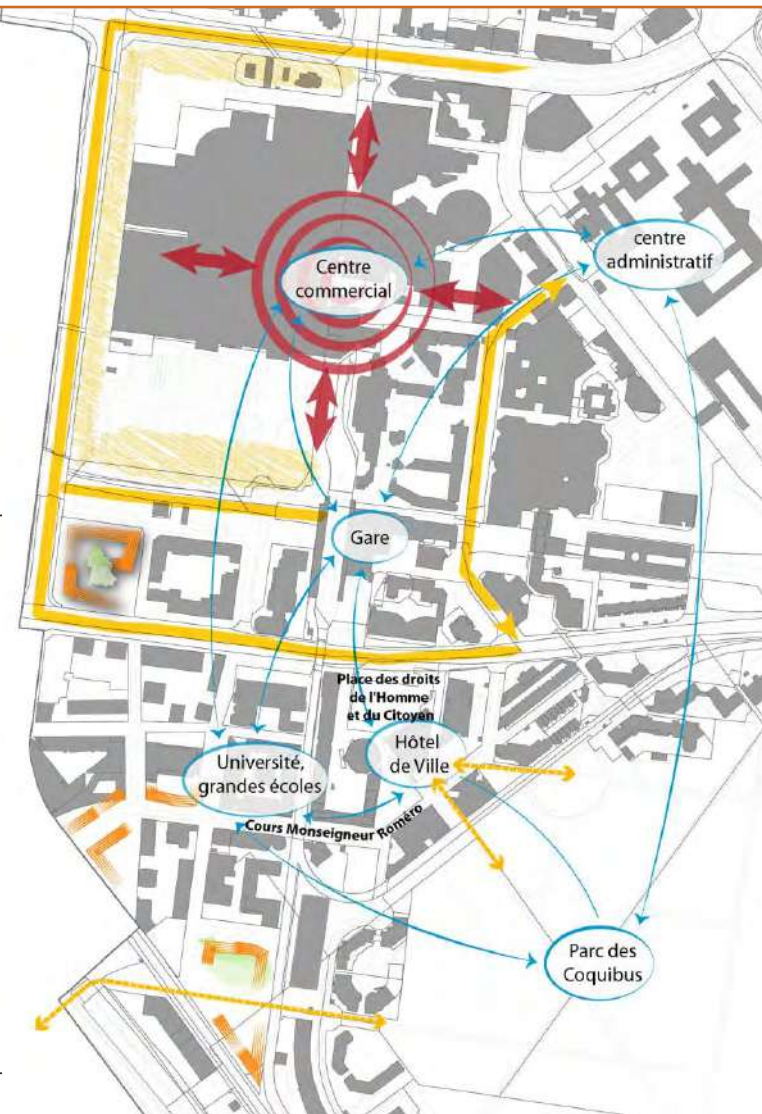 centre
administratif
Centre
commercial
Gare
Place des droits
de l'Homme
et du Citoyen
Hôtel
de Ville
Université,
grandes écoles
Cours Monseigneur Roméro
Parc des
Coquibus